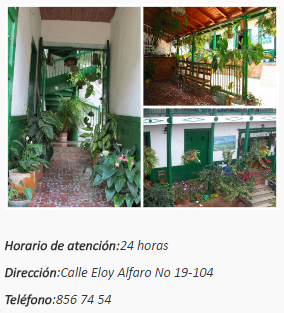 Horario de atención:24 horas
Dirección:Calle Eloy Alfaro No 19-104
Teléfono:856 74 54